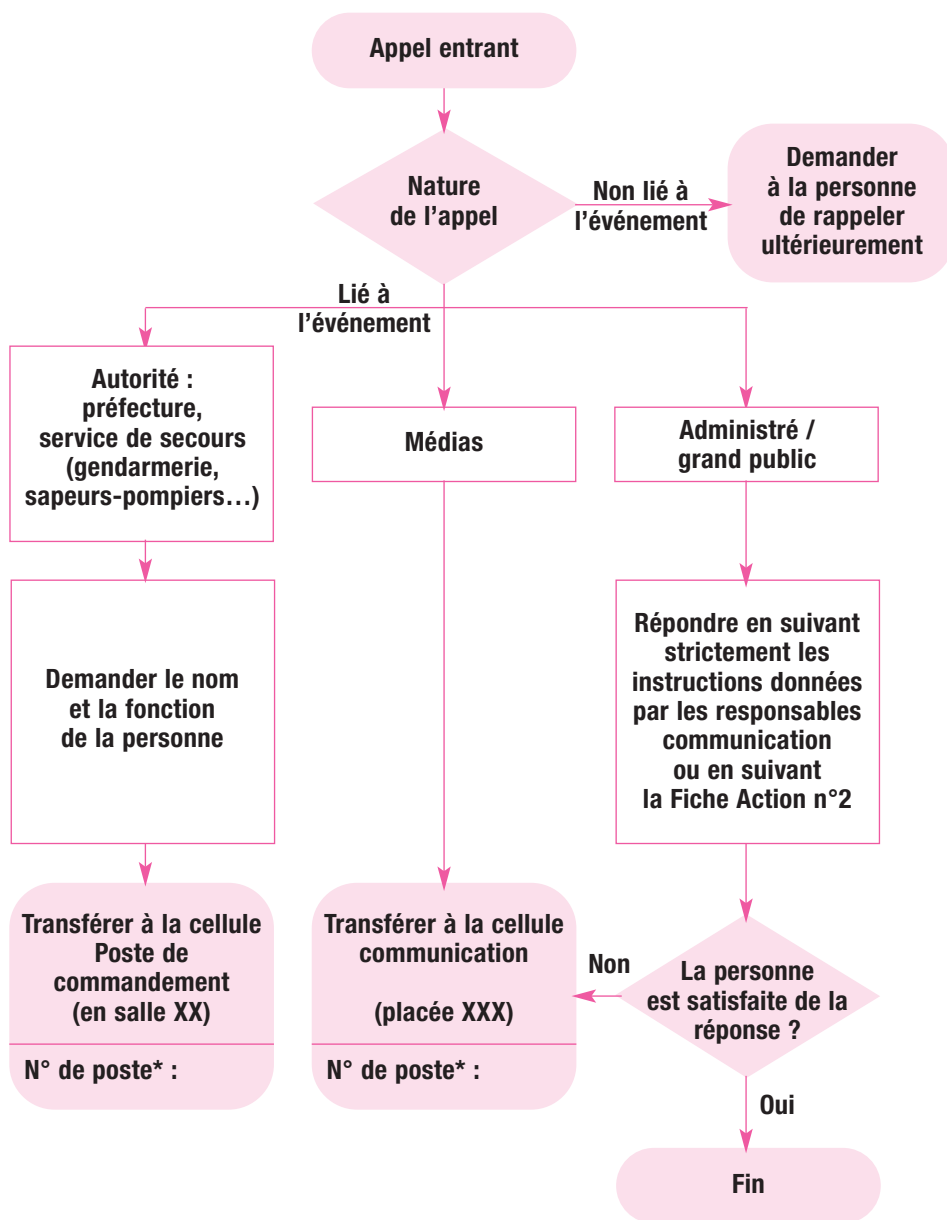 Appel entrant
Nature
de l’appel
Non lié à
l’événement
Demander
à la personne
de rappeler
ultérieurement
Lié à
l’événement
Autorité :
préfecture,
service de secours
(gendarmerie,
sapeurs-pompiers…)
Médias
Administré /
grand public
Demander le nom
et la fonction
de la personne
Répondre en suivant
strictement les
instructions données
par les responsables
communication
ou en suivant
la Fiche Action n°2
Transférer à la cellule
Poste de
commandement
(en salle XX)
N° de poste* :
Transférer à la cellule
communication
(placée XXX)
N° de poste* :
Non
La personne
est satisfaite de la
réponse ?
Oui
Fin